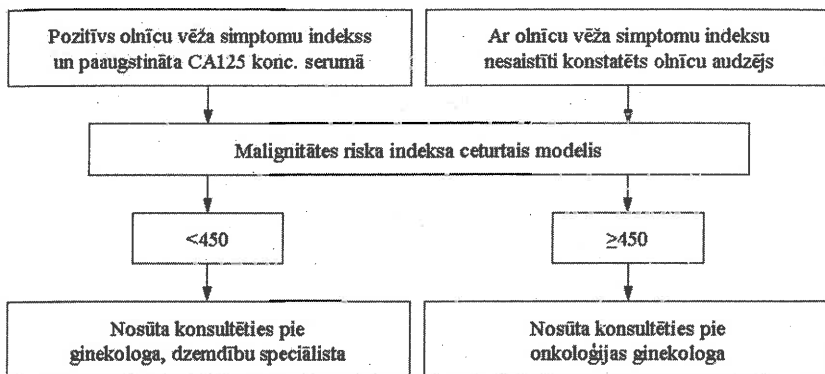 Pozitīvs olnīcu vēža simptomu indekss
un paaugstināta CA125 konc. serumā
Ar olnīcu vēža simptomu indeksu
nesaistīti konstatēts olnīcu audzējs
Malignitātes riska indeksa ceturtais modelis
<450
≥450
Nosūta konsultēties pie
ginekologa, dzemdību speciālista
Nosūta konsultēties pie
onkoloģijas ginekologa